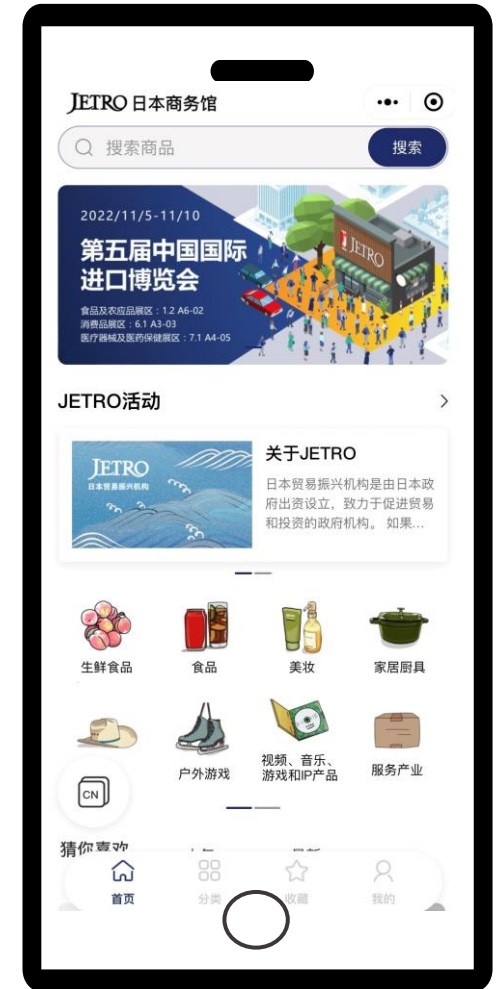 JETRO 日本商务馆
搜索商品
搜索
2022/11/5-11/10
第五届中国国际
进口博览会
食品及农应品展区：1.2 A6-02
消费品展区：6.1 A3-03
医疗器械及医药保健展区：7.1 A4-05
JETRO
JETRO活动
JETRO
日本贸易振兴机构
关于JETRO
日本贸易振兴机构是由日本政
府出资设立，致力于促进贸易
和投资的政府机构。 如果...
生鲜食品
食品
美妆
家居厨具
户外游戏
视频、音乐、
游戏和IP产品
服务产业
CN
猜你喜欢
首页
分类
收藏
我的